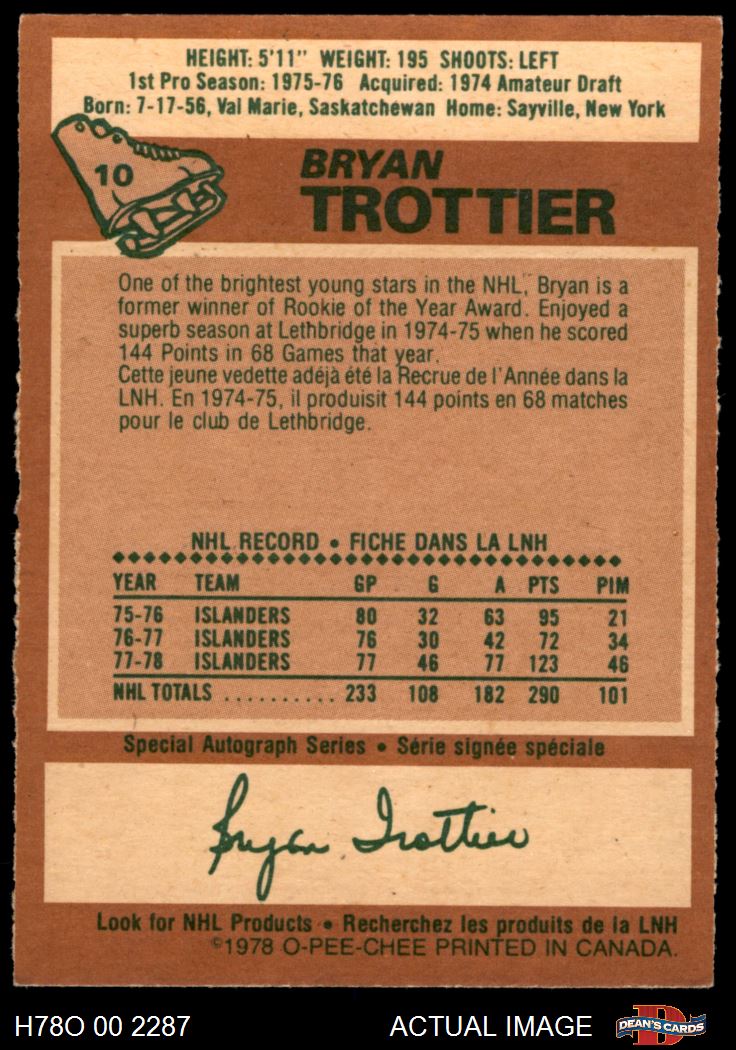 HEIGHT: 5'11" WEIGHT: 195 SHOOTS: LEFT
1st Pro Season: 1975-76 Acquired: 1974 Amateur Draft
Born: 7-17-56, Val Marie, Saskatchewan Home: Sayville, New York
10
BRYAN
TROTTIER
One of the brightest young stars in the NHL, Bryan is a
former winner of Rookie of the Year Award. Enjoyed a
superb season at Lethbridge in 1974-75 when he scored
144 Points in 68 Games that year.
Cette jeune vedette adéjà été la Recrue de l'Année dans la
LNH. En 1974-75, il produisit 144 points en 68 matches
pour le club de Lethbridge.
NHL RECORD • FICHE DANS LA LNH
YEAR TEAM GP G A PTS PIM
75-76 ISLANDERS 80 32 63 95 21
76-77 ISLANDERS 76 30 42 72 34
77-78 ISLANDERS 77 46 77 123 46
NHL TOTALS .......... 233 108 182 290 101
Special Autograph Series • Série signée spéciale
Bryan Trottier
Look for NHL Products • Recherchez les produits de la LNH
©1978 O-PEE-CHEE PRINTED IN CANADA.
H78O 00 2287 ACTUAL IMAGE D DEAN'S CARDS